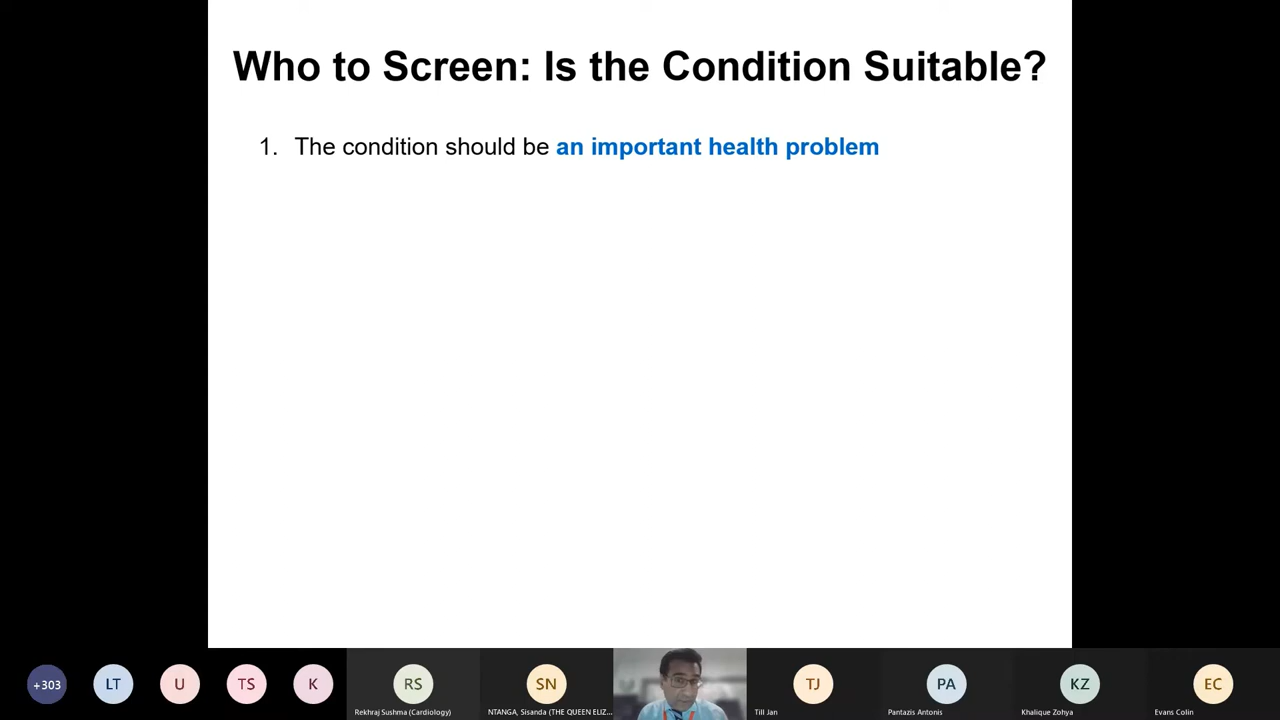 Who to Screen: Is the Condition Suitable?
1. The condition should be an important health problem
+303
LT
U
TS
K
RS
SN
TJ
PA
KZ
EC
Rekhraj Sushma (Cardiology)
NTANGA, Sisanda (THE QUEEN ELIZ...
Till Jan
Pantazis Antonis
Khalique Zohya
Evans Colin